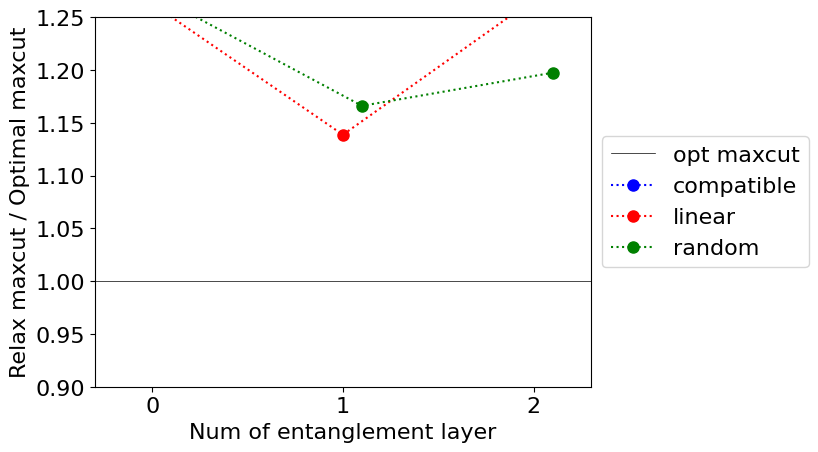 1.25
1.20
1.15
1.10
1.05
1.00
0.95
0.90
Relax maxcut / Optimal maxcut
0 1 2
Num of entanglement layer
opt maxcut
compatible
linear
random